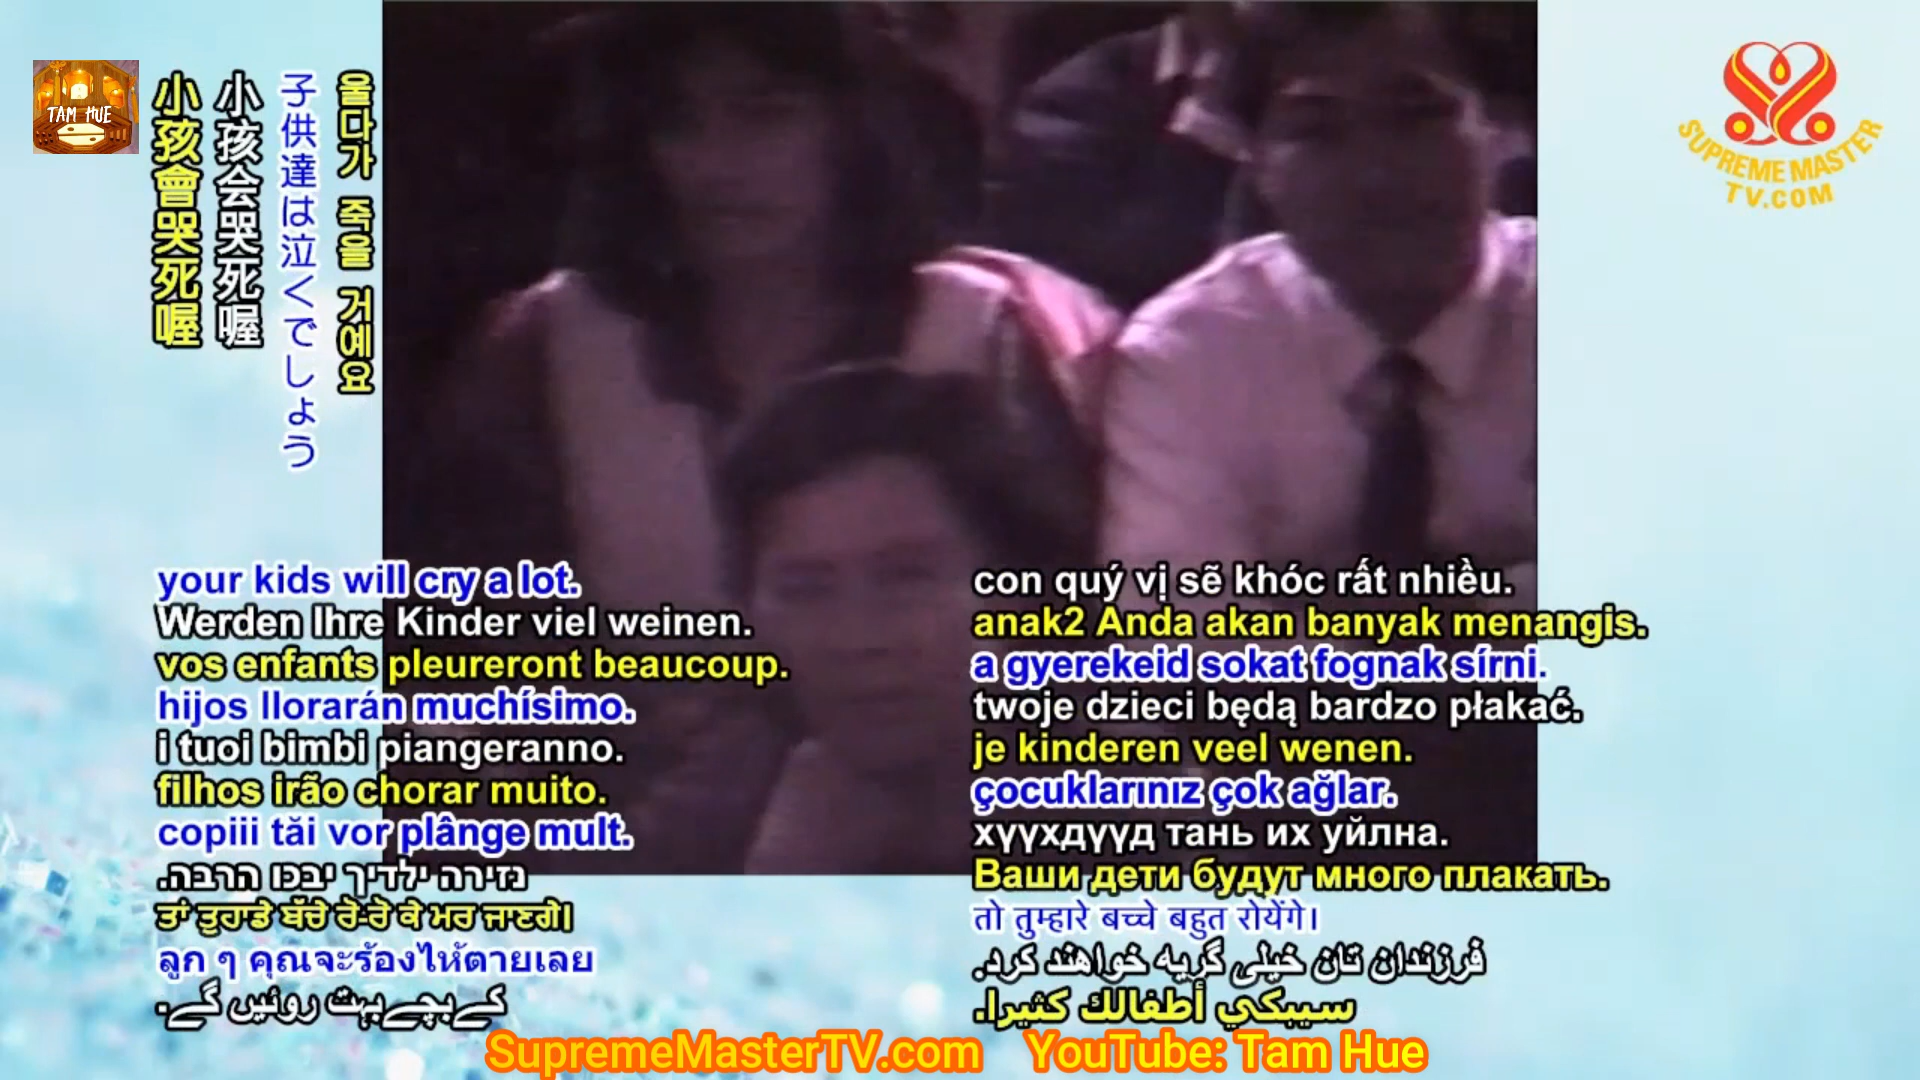 TAM HUE
小孩會哭死喔
小孩会哭死喔
子供達は泣くでしょう
울다가 죽을 거예요
SUPREME MASTER
TV.COM
your kids will cry a lot.
Werden Ihre Kinder viel weinen.
vos enfants pleureront beaucoup.
hijos llorarán muchísimo.
i tuoi bimbi piangeranno.
filhos irão chorar muito.
copiii tăi vor plânge mult.
נזירה ילדיך יבכו הרבה.
ਤਾਂ ਤੁਹਾਡੇ ਬੱਚੇ ਰੋ-ਰੋ ਕੇ ਮਰ ਜਾਣਗੇ।
ลูก ๆ คุณจะร้องไห้ตายเลย
کے بچے بہت روئیں گے۔
con quý vị sẽ khóc rất nhiều.
anak2 Anda akan banyak menangis.
a gyerekeid sokat fognak sírni.
twoje dzieci będą bardzo płakać.
je kinderen veel wenen.
çocuklarınız çok ağlar.
хүүхдүүд тань их уйлна.
Ваши дети будут много плакать.
तो तुम्हारे बच्चे बहुत रोयेंगे।
فرزندان تان خیلی گریه خواهند کرد.
سيبكي أطفالك كثيرا.
SupremeMasterTV.com YouTube: Tam Hue